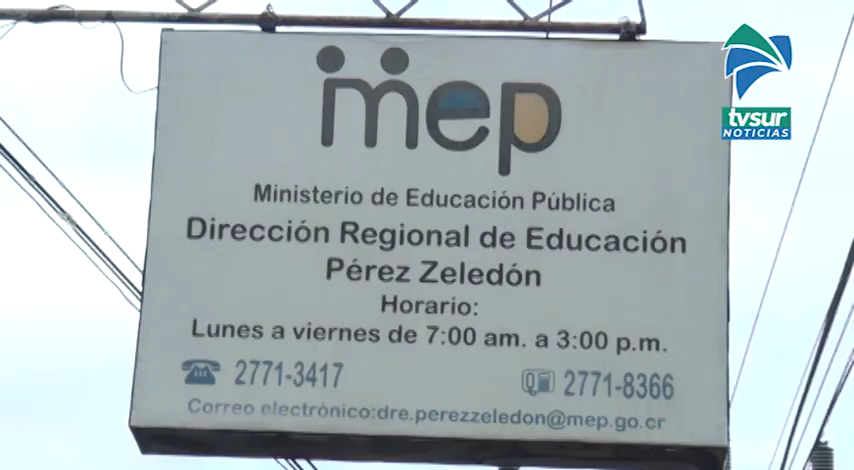 mep
tvsur
NOTICIAS
Ministerio de Educación Pública
Dirección Regional de Educación
Pérez Zeledón
Horario:
Lunes a viernes de 7:00 am. a 3:00 p.m.
2771-3417
2771-8366
Correo electrónico:dre.perezzeledon@mep.go.cr